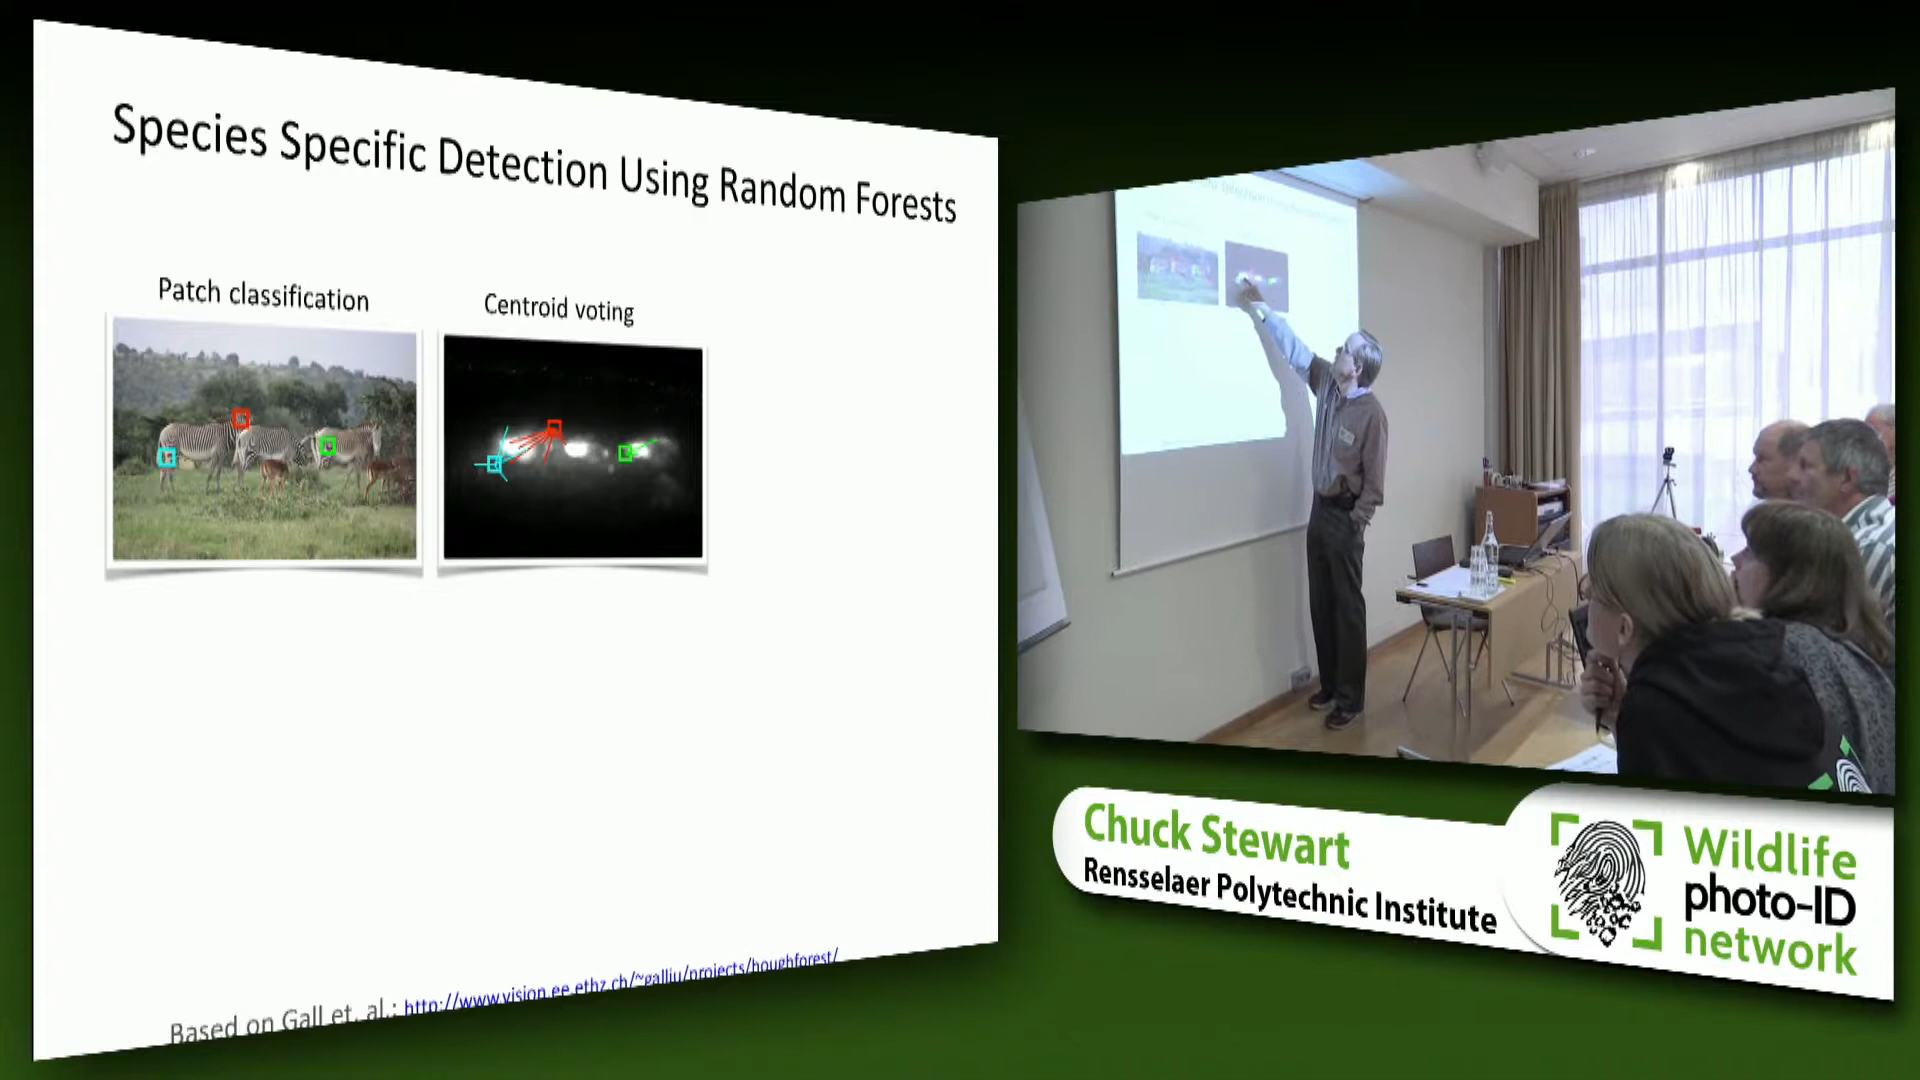 Species Specific Detection Using Random Forests
Patch classification
Centroid voting
Based on Gall et. al.: http://www.vision.ee.ethz.ch/~gallju/projects/houghforest/
Chuck Stewart
Rensselaer Polytechnic Institute
Wildlife
photo-ID
network